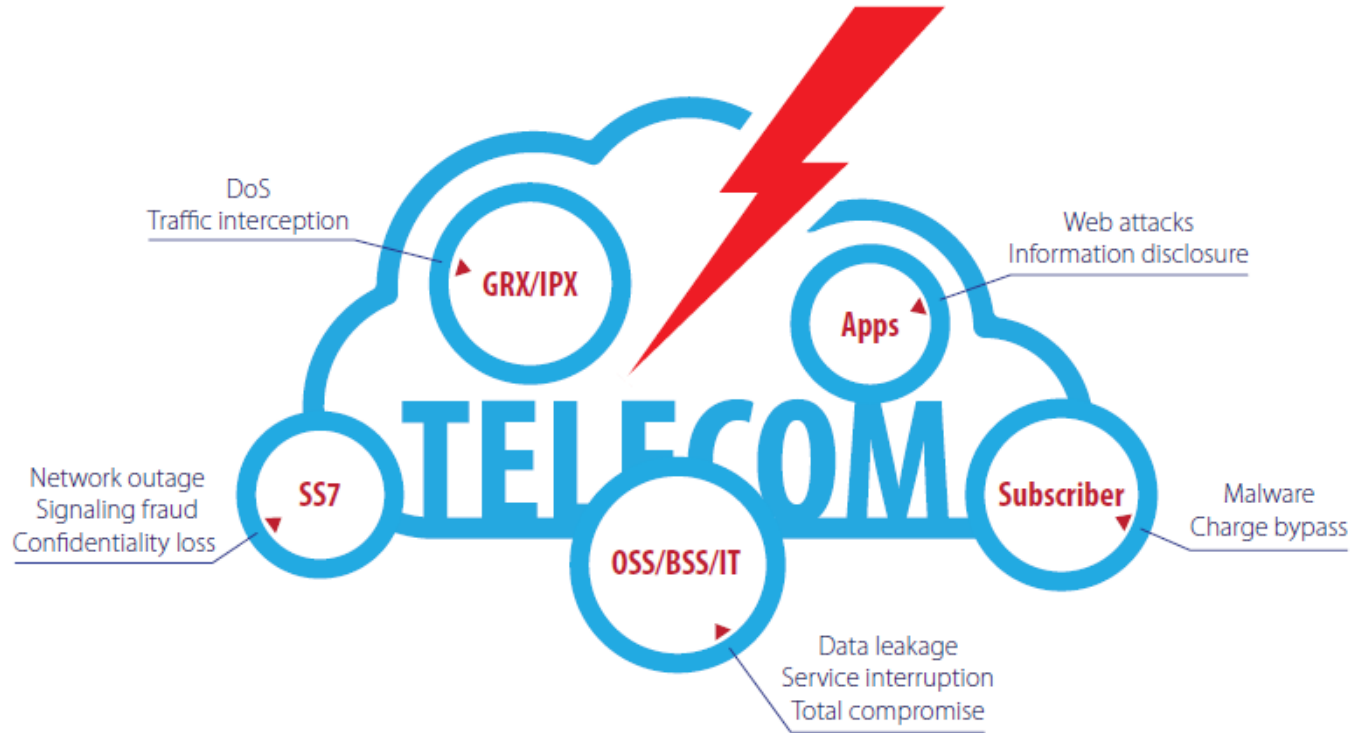 DoS
Traffic interception
GRX/IPX
Web attacks
Information disclosure
Apps
TELECOM
Network outage
Signaling fraud
Confidentiality loss
SS7
OSS/BSS/IT
Subscriber
Malware
Charge bypass
Data leakage
Service interruption
Total compromise